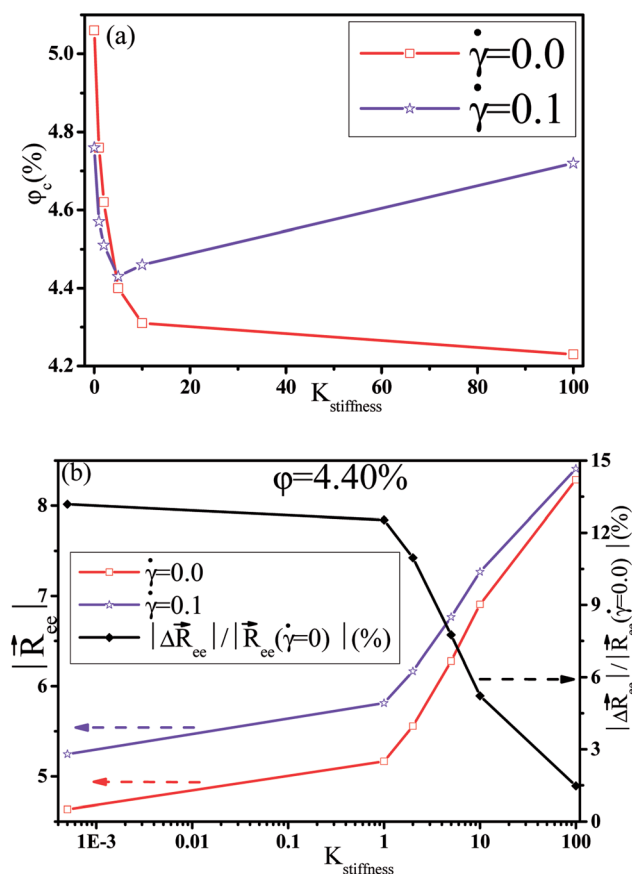 (a)
γ̇=0.0
γ̇=0.1
φc(%)
5.0
4.8
4.6
4.4
4.2
0 20 40 60 80 100
Kstiffness
(b)
φ=4.40%
γ̇=0.0
γ̇=0.1
|ΔR⃗ee|/|R⃗ee(γ̇=0) |(%)
|R⃗ee|
8
7
6
5
15
12
9
6
3
0
|ΔR⃗ee|/|R⃗ee(γ̇=0.0) |(%)
1E-3 0.01 0.1 1 10 100
Kstiffness